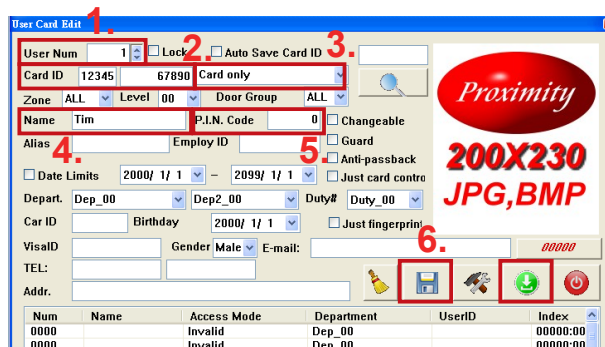 User Card Edit
1.
User Num 1 Lock 2. Auto Save Card ID 3.
Card ID 12345 67890 Card only
Zone ALL Level 00 Door Group ALL
Name Tim P.I.N. Code 0 Changeable
Alias 4. Employ ID 5. Guard
Anti-passback
Date Limits 2000/ 1/ 1 – 2099/ 1/ 1 Just card contro
Depart. Dep_00 Dep2_00 Duty# Duty_00
Car ID Birthday 2000/ 1/ 1 Just fingerprint
6.
VisaID Gender Male E-mail: 00000
TEL:
Addr.
Proximity
200X230
JPG,BMP
Num Name Access Mode Department UserID Index
0000 Invalid Dep_00 00000:00
0000 Invalid Dep_00 00000:00